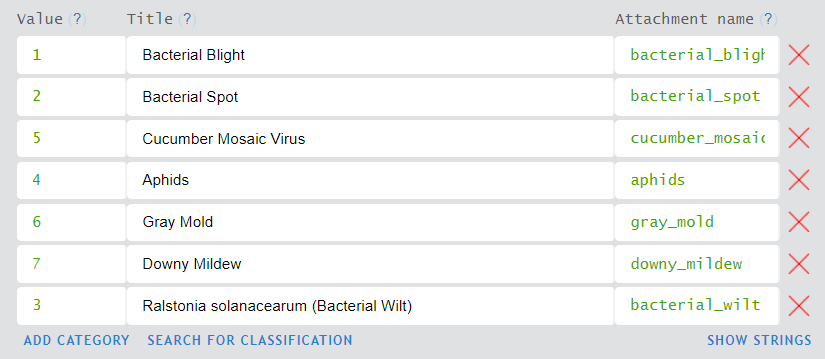 Value (?) Title (?) Attachment name (?)
1 Bacterial Blight bacterial_bligh
2 Bacterial Spot bacterial_spot
5 Cucumber Mosaic Virus cucumber_mosaic
4 Aphids aphids
6 Gray Mold gray_mold
7 Downy Mildew downy_mildew
3 Ralstonia solanacearum (Bacterial Wilt) bacterial_wilt
ADD CATEGORY SEARCH FOR CLASSIFICATION SHOW STRINGS